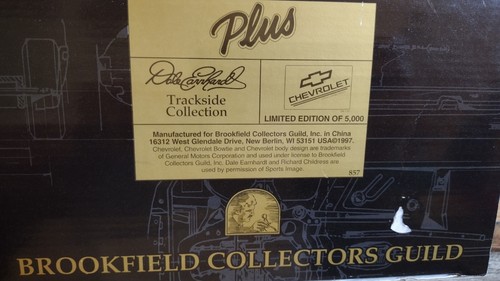 Plus
Dale Earnhardt
Trackside
Collection
CHEVROLET
LIMITED EDITION OF 5,000
Manufactured for Brookfield Collectors Guild, Inc. in China
16312 West Glendale Drive, New Berlin, WI 53151 USA©1997.
Chevrolet, Chevrolet Bowtie and Chevrolet body design are trademarks
of General Motors Corporation and used under license to Brookfield
Collectors Guild, Inc. Dale Earnhardt and Richard Childress are
used by permission of Sports Image.
857
BROOKFIELD COLLECTORS GUILD